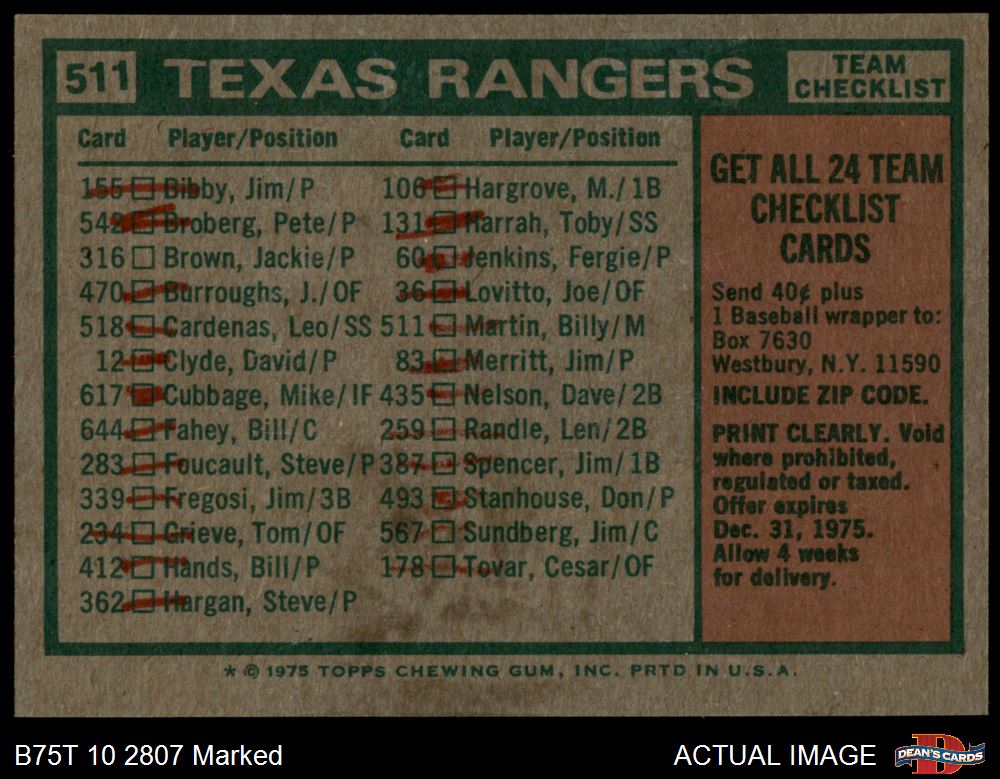 511 TEXAS RANGERS TEAM CHECKLIST
Card Player/Position Card Player/Position
155 Bibby, Jim/P 106 Hargrove, M./1B
542 Broberg, Pete/P 131 Harrah, Toby/SS
316 Brown, Jackie/P 60 Jenkins, Fergie/P
470 Burroughs, J./OF 36 Lovitto, Joe/OF
518 Cardenas, Leo/SS 511 Martin, Billy/M
12 Clyde, David/P 83 Merritt, Jim/P
617 Cubbage, Mike/IF 435 Nelson, Dave/2B
644 Fahey, Bill/C 259 Randle, Len/2B
283 Foucault, Steve/P 387 Spencer, Jim/1B
339 Fregosi, Jim/3B 493 Stanhouse, Don/P
234 Grieve, Tom/OF 567 Sundberg, Jim/C
412 Hands, Bill/P 178 Tovar, Cesar/OF
362 Hargan, Steve/P
GET ALL 24 TEAM
CHECKLIST
CARDS
Send 40¢ plus
1 Baseball wrapper to:
Box 7630
Westbury, N.Y. 11590
INCLUDE ZIP CODE.
PRINT CLEARLY. Void
where prohibited,
regulated or taxed.
Offer expires
Dec. 31, 1975.
Allow 4 weeks
for delivery.
* © 1975 TOPPS CHEWING GUM, INC. PRTD IN U.S.A.
B75T 10 2807 Marked ACTUAL IMAGE DEAN'S CARDS